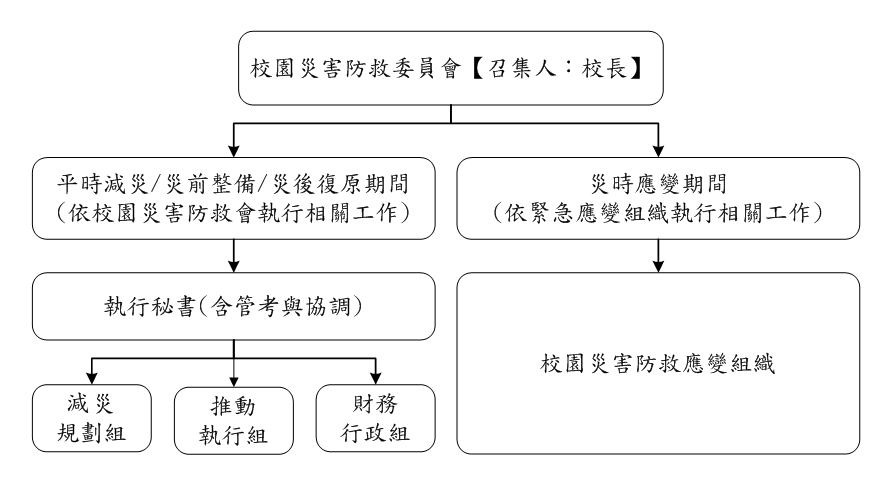 校園災害防救委員會【召集人：校長】
平時減災/災前整備/災後復原期間
(依校園災害防救會執行相關工作)
災時應變期間
(依緊急應變組織執行相關工作)
執行秘書(含管考與協調)
校園災害防救應變組織
減災
規劃組
推動
執行組
財務
行政組